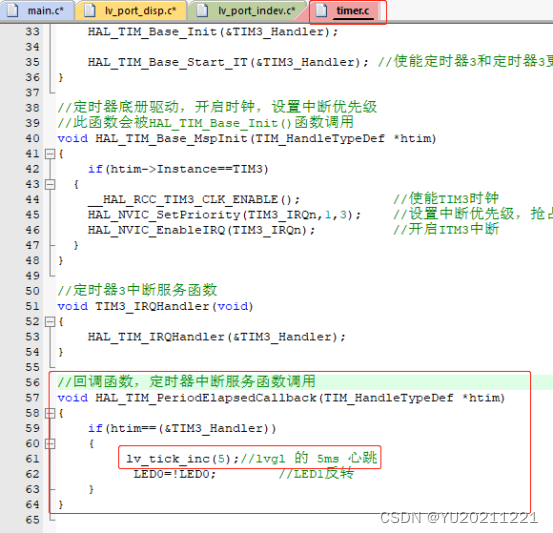 main.c* lv_port_disp.c* lv_port_indev.c* timer.c*
33 HAL_TIM_Base_Init(&TIM3_Handler);
34
35 HAL_TIM_Base_Start_IT(&TIM3_Handler); //使能定时器3和定时器3更
36 }
37
38 //定时器底册驱动，开启时钟，设置中断优先级
39 //此函数会被HAL_TIM_Base_Init()函数调用
40 void HAL_TIM_Base_MspInit(TIM_HandleTypeDef *htim)
41 {
42 if(htim->Instance==TIM3)
43 {
44 __HAL_RCC_TIM3_CLK_ENABLE(); //使能TIM3时钟
45 HAL_NVIC_SetPriority(TIM3_IRQn,1,3); //设置中断优先级，抢占
46 HAL_NVIC_EnableIRQ(TIM3_IRQn); //开启ITM3中断
47 }
48 }
49
50 //定时器3中断服务函数
51 void TIM3_IRQHandler(void)
52 {
53 HAL_TIM_IRQHandler(&TIM3_Handler);
54 }
55
56 //回调函数，定时器中断服务函数调用
57 void HAL_TIM_PeriodElapsedCallback(TIM_HandleTypeDef *htim)
58 {
59 if(htim==(&TIM3_Handler))
60 {
61 lv_tick_inc(5);//lvgl 的 5ms 心跳
62 LED0=!LED0; //LED1反转
63 }
64 }
65
CSDN @YU20211221